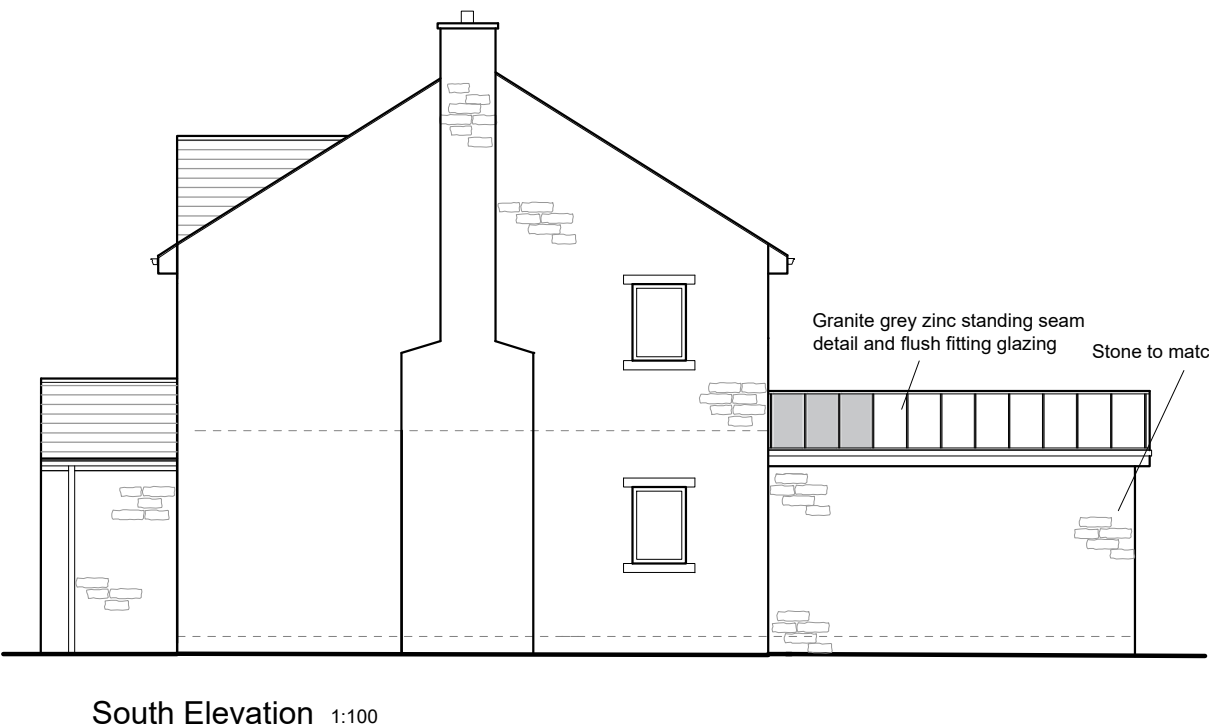 Granite grey zinc standing seam
detail and flush fitting glazing
Stone to matc
South Elevation 1:100